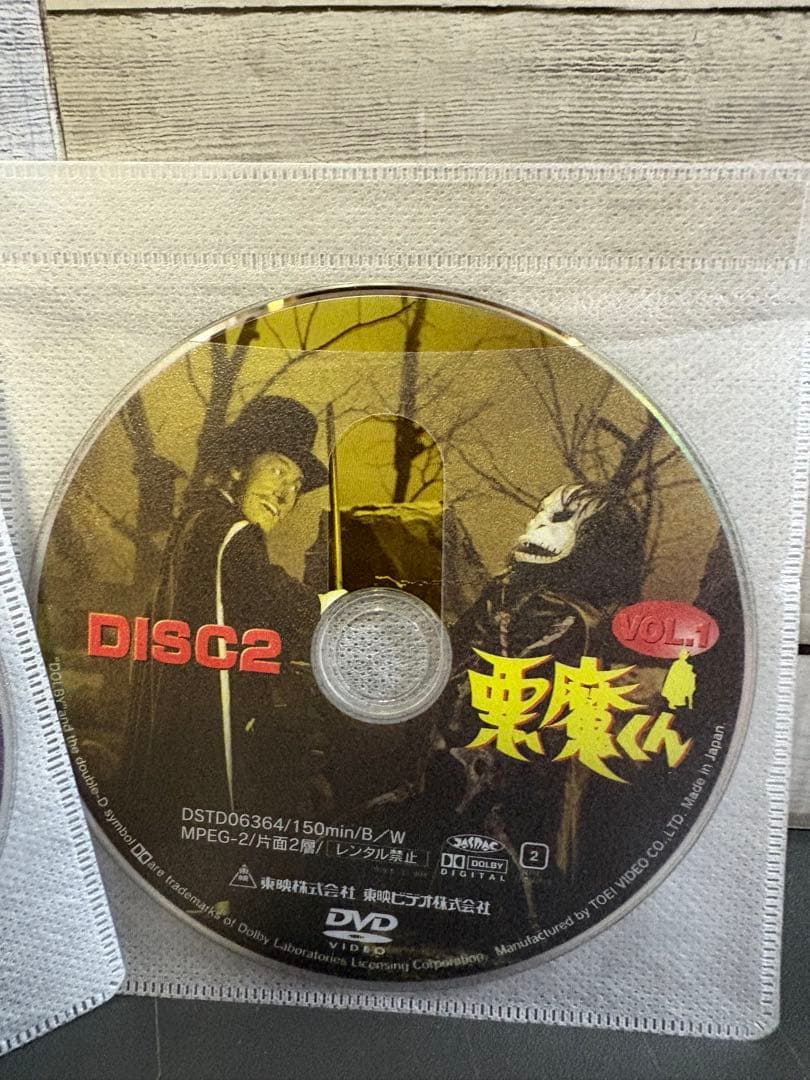 DISC2
VOL.1
悪魔くん
DSTD06364/150min/B/W
MPEG-2/片面2層/レンタル禁止
JASRAC
DOLBY
DIGITAL
2
東映株式会社 東映ビデオ株式会社
DVD
VIDEO
"DOLBY" and the double-D symbol are trademarks of Dolby Laboratories Licensing Corporation. Manufactured by TOEI VIDEO CO.,LTD. Made in Japan.